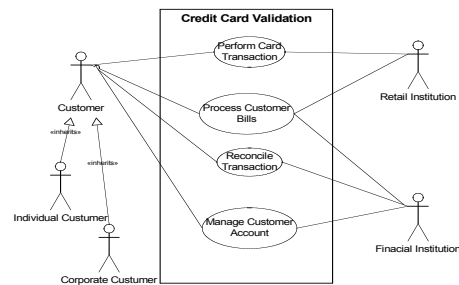 Credit Card Validation
Perform Card
Transaction
Customer
Retail Institution
Process Customer
Bills
«inherits»
«inherits»
Reconcile
Transaction
Individual Custumer
Manage Customer
Account
Finacial Institution
Corporate Custumer